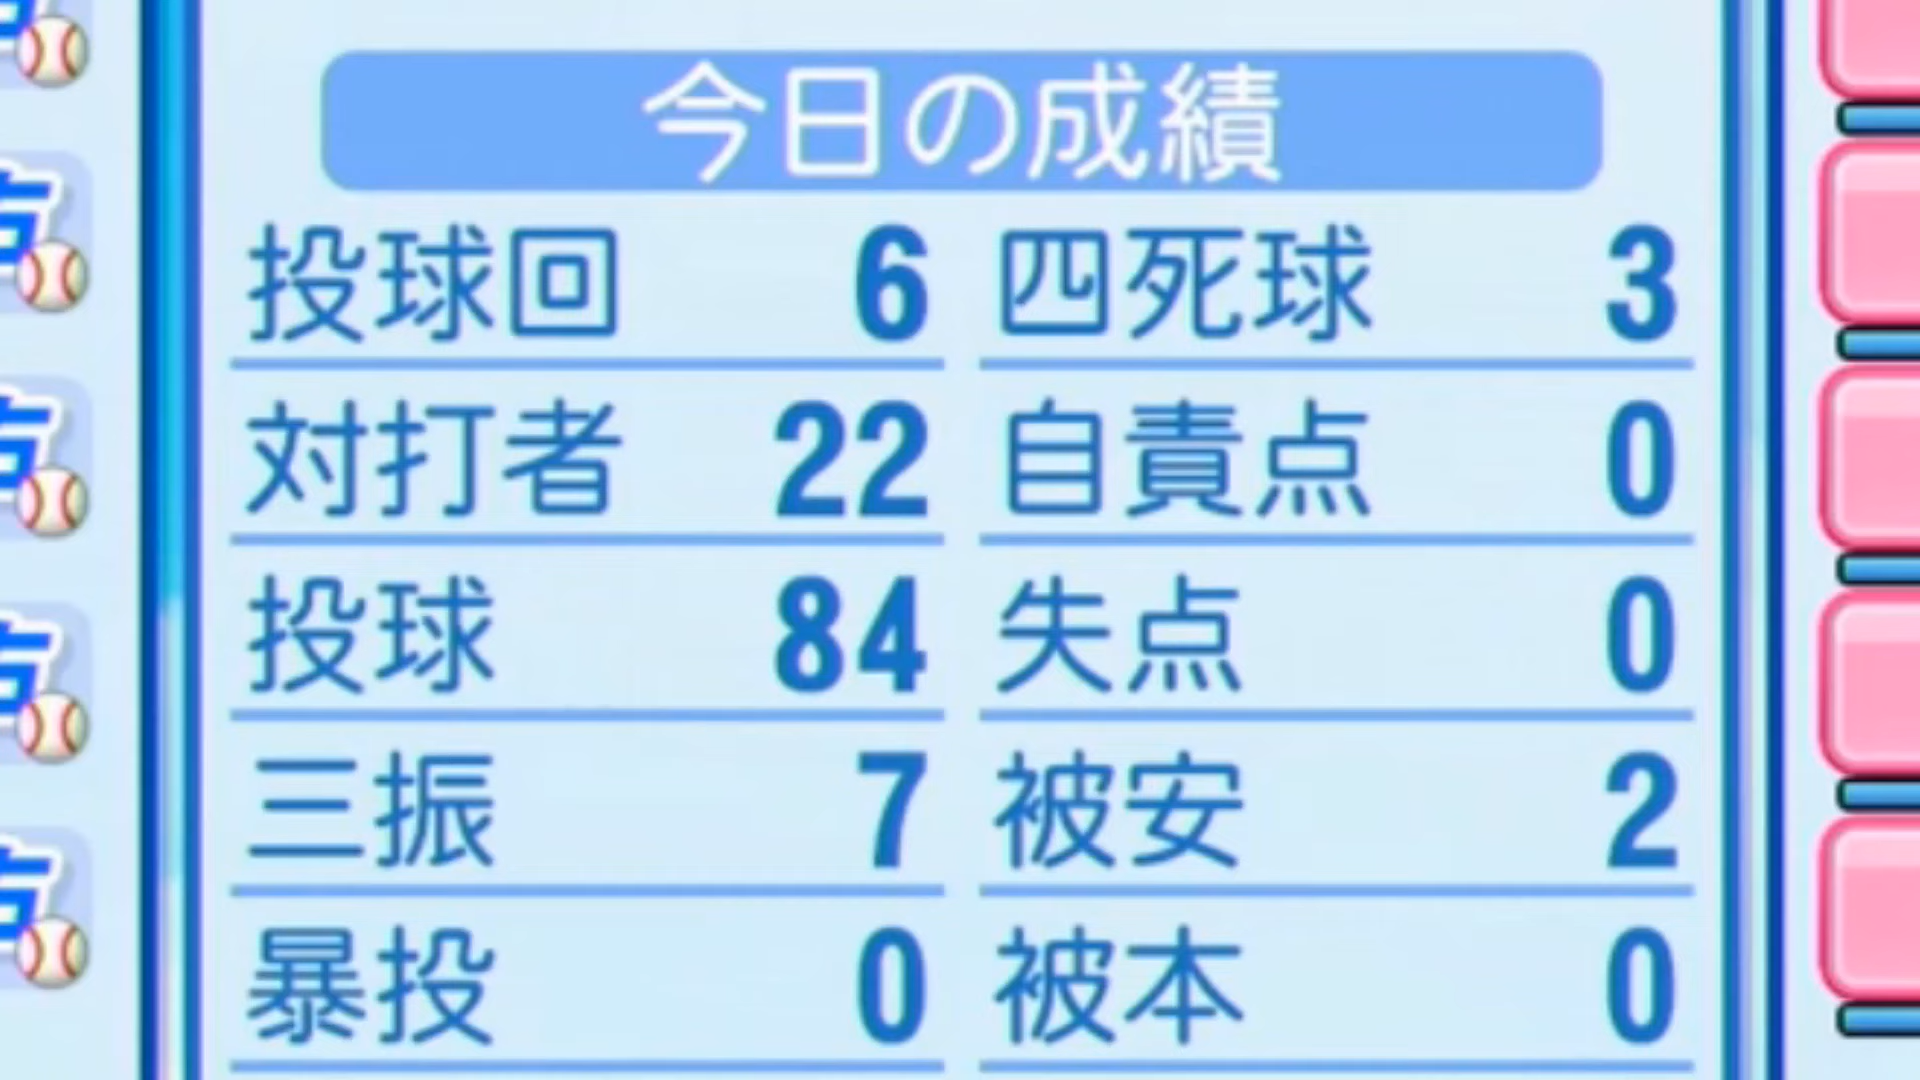 今日の成績
投球回 6 四死球 3
対打者 22 自責点 0
投球 84 失点 0
三振 7 被安 2
暴投 0 被本 0